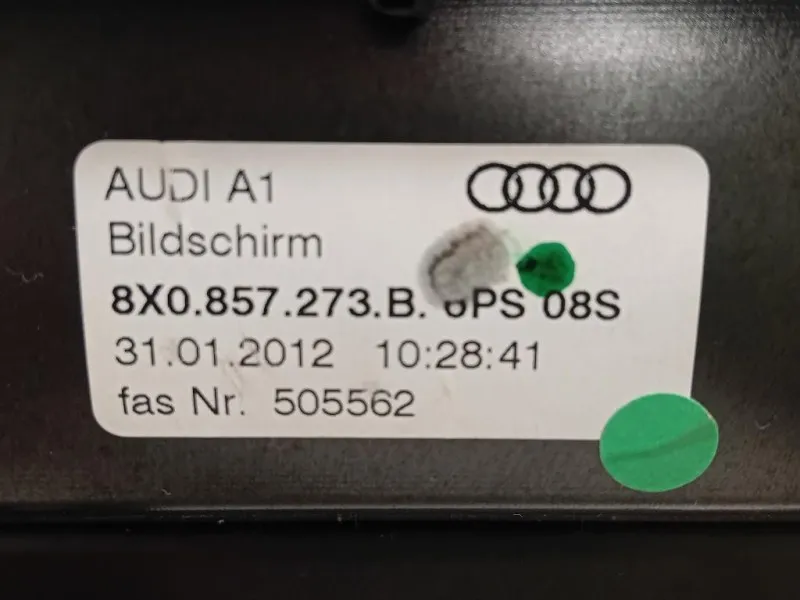 AUDI A1
Bildschirm
8X0.857.273.B. 6PS 08S
31.01.2012 10:28:41
fas Nr. 505562